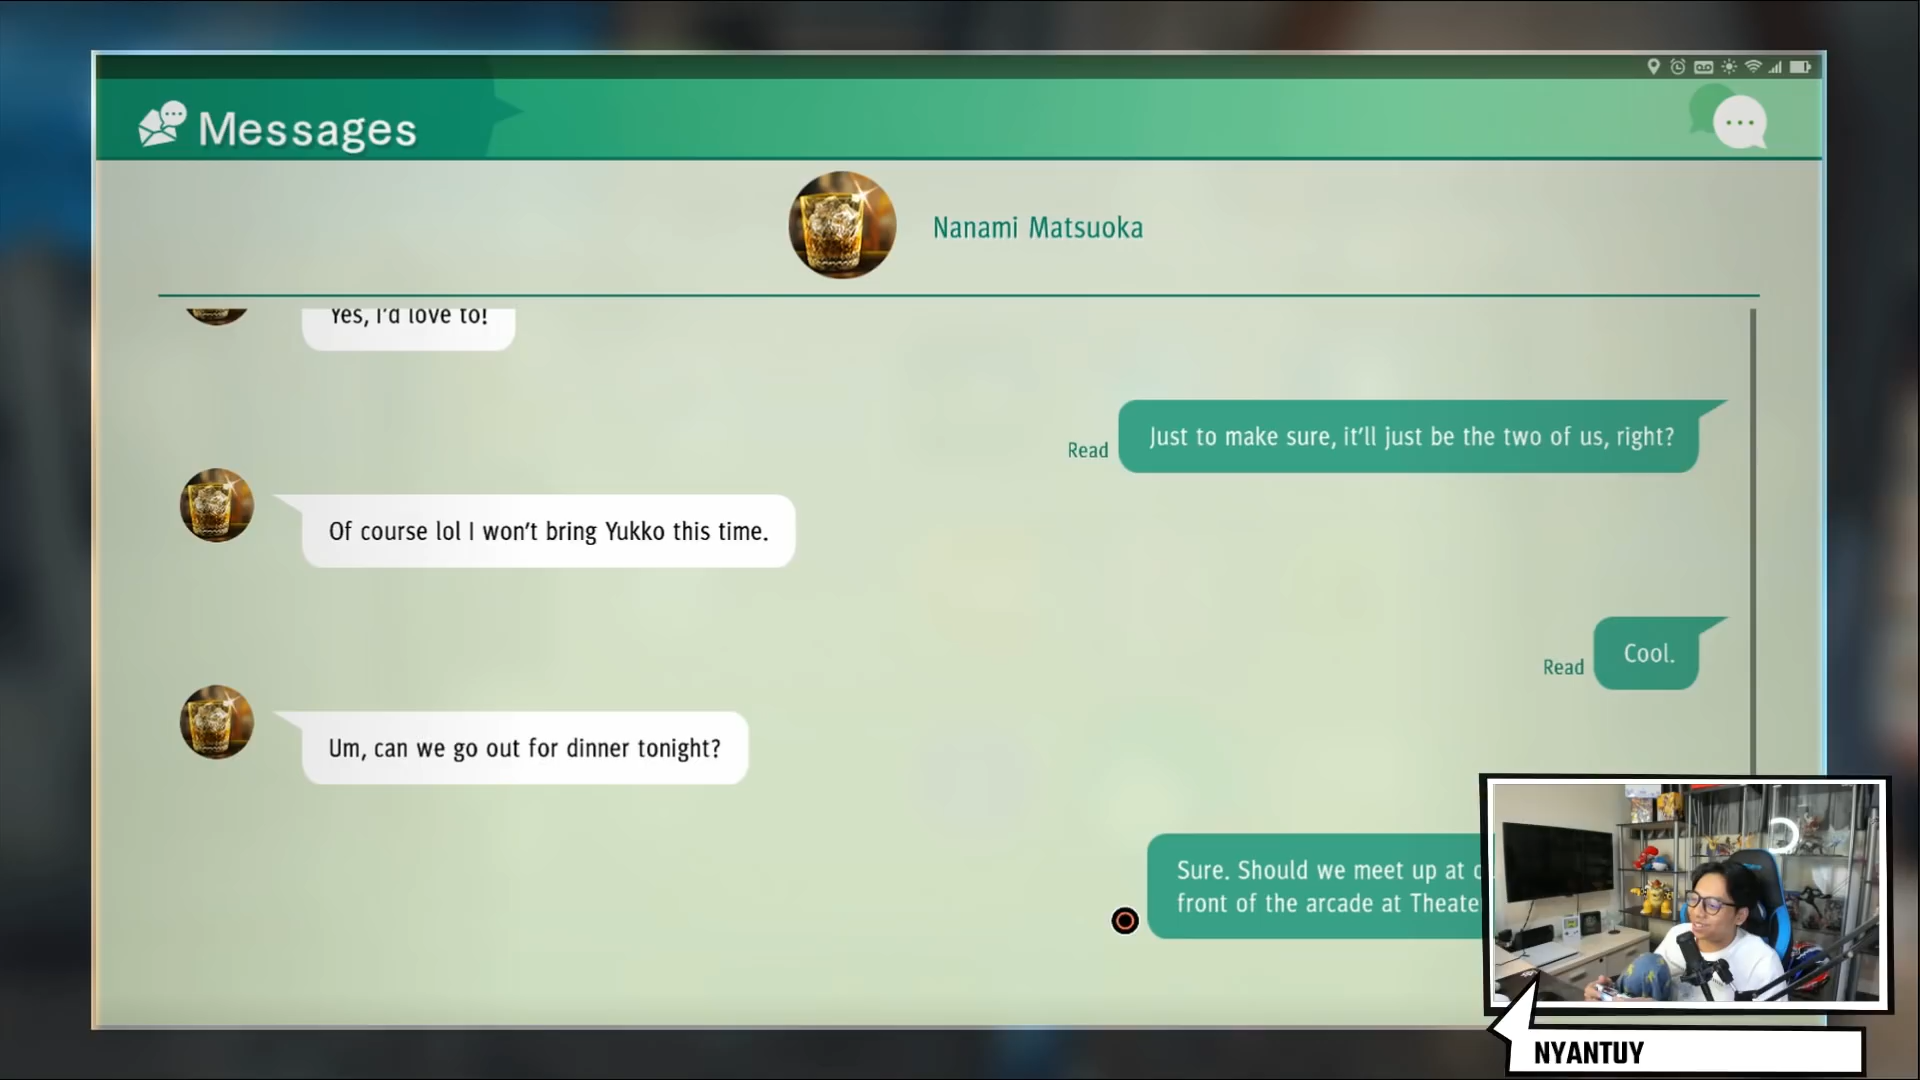 Messages
Nanami Matsuoka
Yes, I'd love to!
Just to make sure, it'll just be the two of us, right?
Read
Of course lol I won't bring Yukko this time.
Cool.
Read
Um, can we go out for dinner tonight?
Sure. Should we meet up at
front of the arcade at Theate
NYANTUY